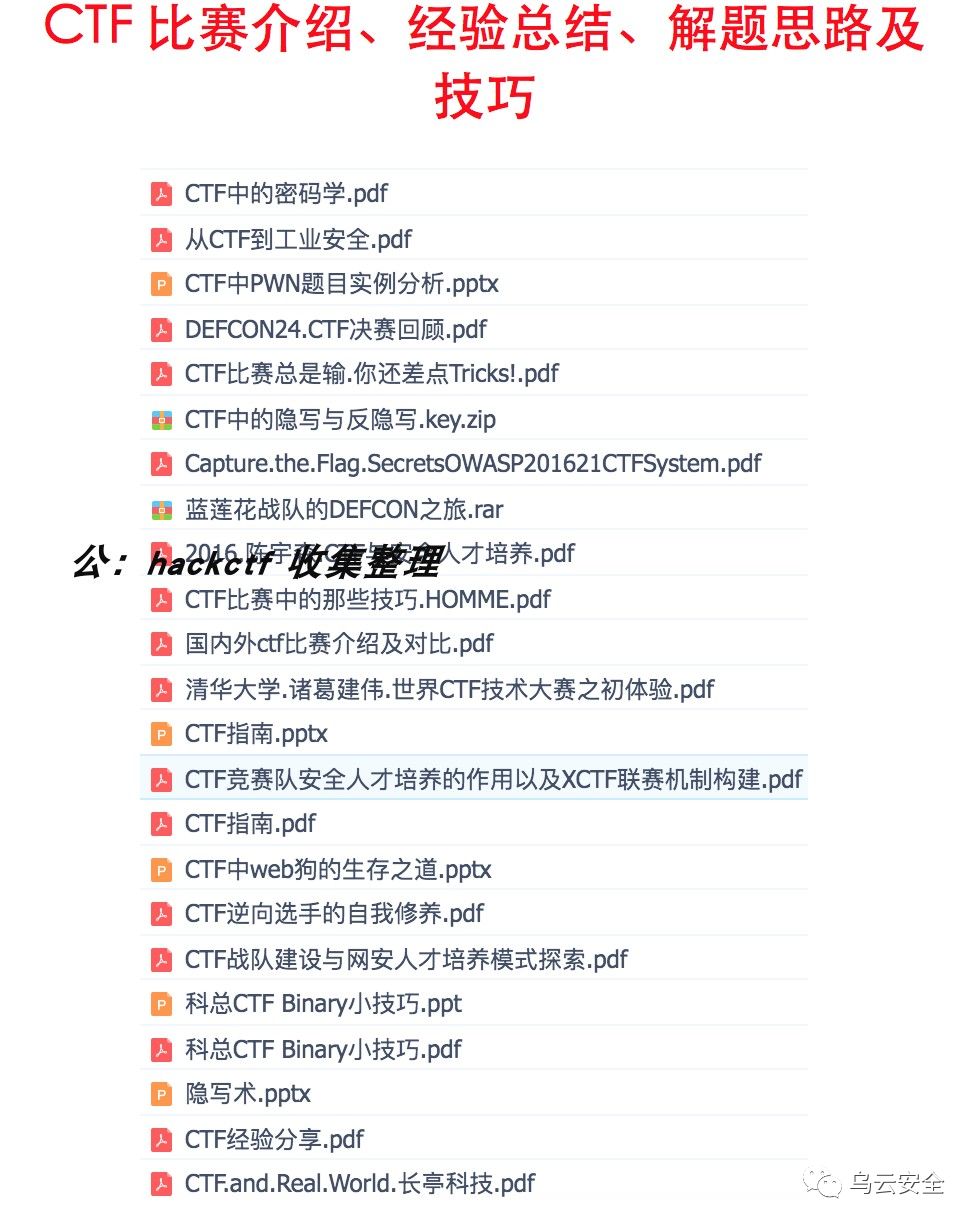 CTF 比赛介绍、经验总结、解题思路及
技巧
CTF中的密码学.pdf
从CTF到工业安全.pdf
CTF中PWN题目实例分析.pptx
DEFCON24.CTF决赛回顾.pdf
CTF比赛总是输.你还差点Tricks!.pdf
CTF中的隐写与反隐写.key.zip
Capture.the.Flag.SecretsOWASP201621CTFSystem.pdf
蓝莲花战队的DEFCON之旅.rar
2016.陈宇 人才培养.pdf
公：hackctf 收集整理
CTF比赛中的那些技巧.HOMME.pdf
国内外ctf比赛介绍及对比.pdf
清华大学.诸葛建伟.世界CTF技术大赛之初体验.pdf
CTF指南.pptx
CTF竞赛队安全人才培养的作用以及XCTF联赛机制构建.pdf
CTF指南.pdf
CTF中web狗的生存之道.pptx
CTF逆向选手的自我修养.pdf
CTF战队建设与网安人才培养模式探索.pdf
科总CTF Binary小技巧.ppt
科总CTF Binary小技巧.pdf
隐写术.pptx
CTF经验分享.pdf
CTF.and.Real.World.长亭科技.pdf
乌云安全